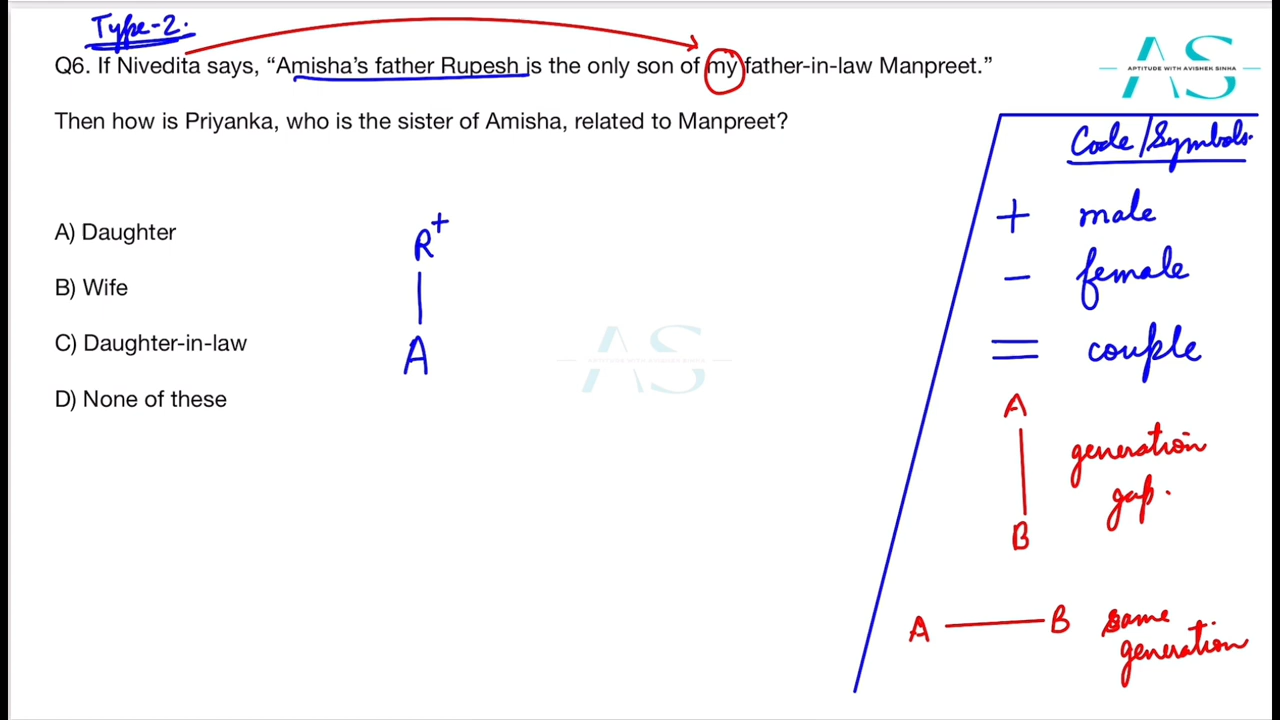 Type-2.
Q6. If Nivedita says, “Amisha’s father Rupesh is the only son of my father-in-law Manpreet.”
Then how is Priyanka, who is the sister of Amisha, related to Manpreet?
A) Daughter
B) Wife
C) Daughter-in-law
D) None of these
R+
A
AS
APTITUDE WITH AVISHEK SINHA
Code/Symbols.
+ male
- female
= couple
A
generation
gap.
B
A — B same
generation
AS